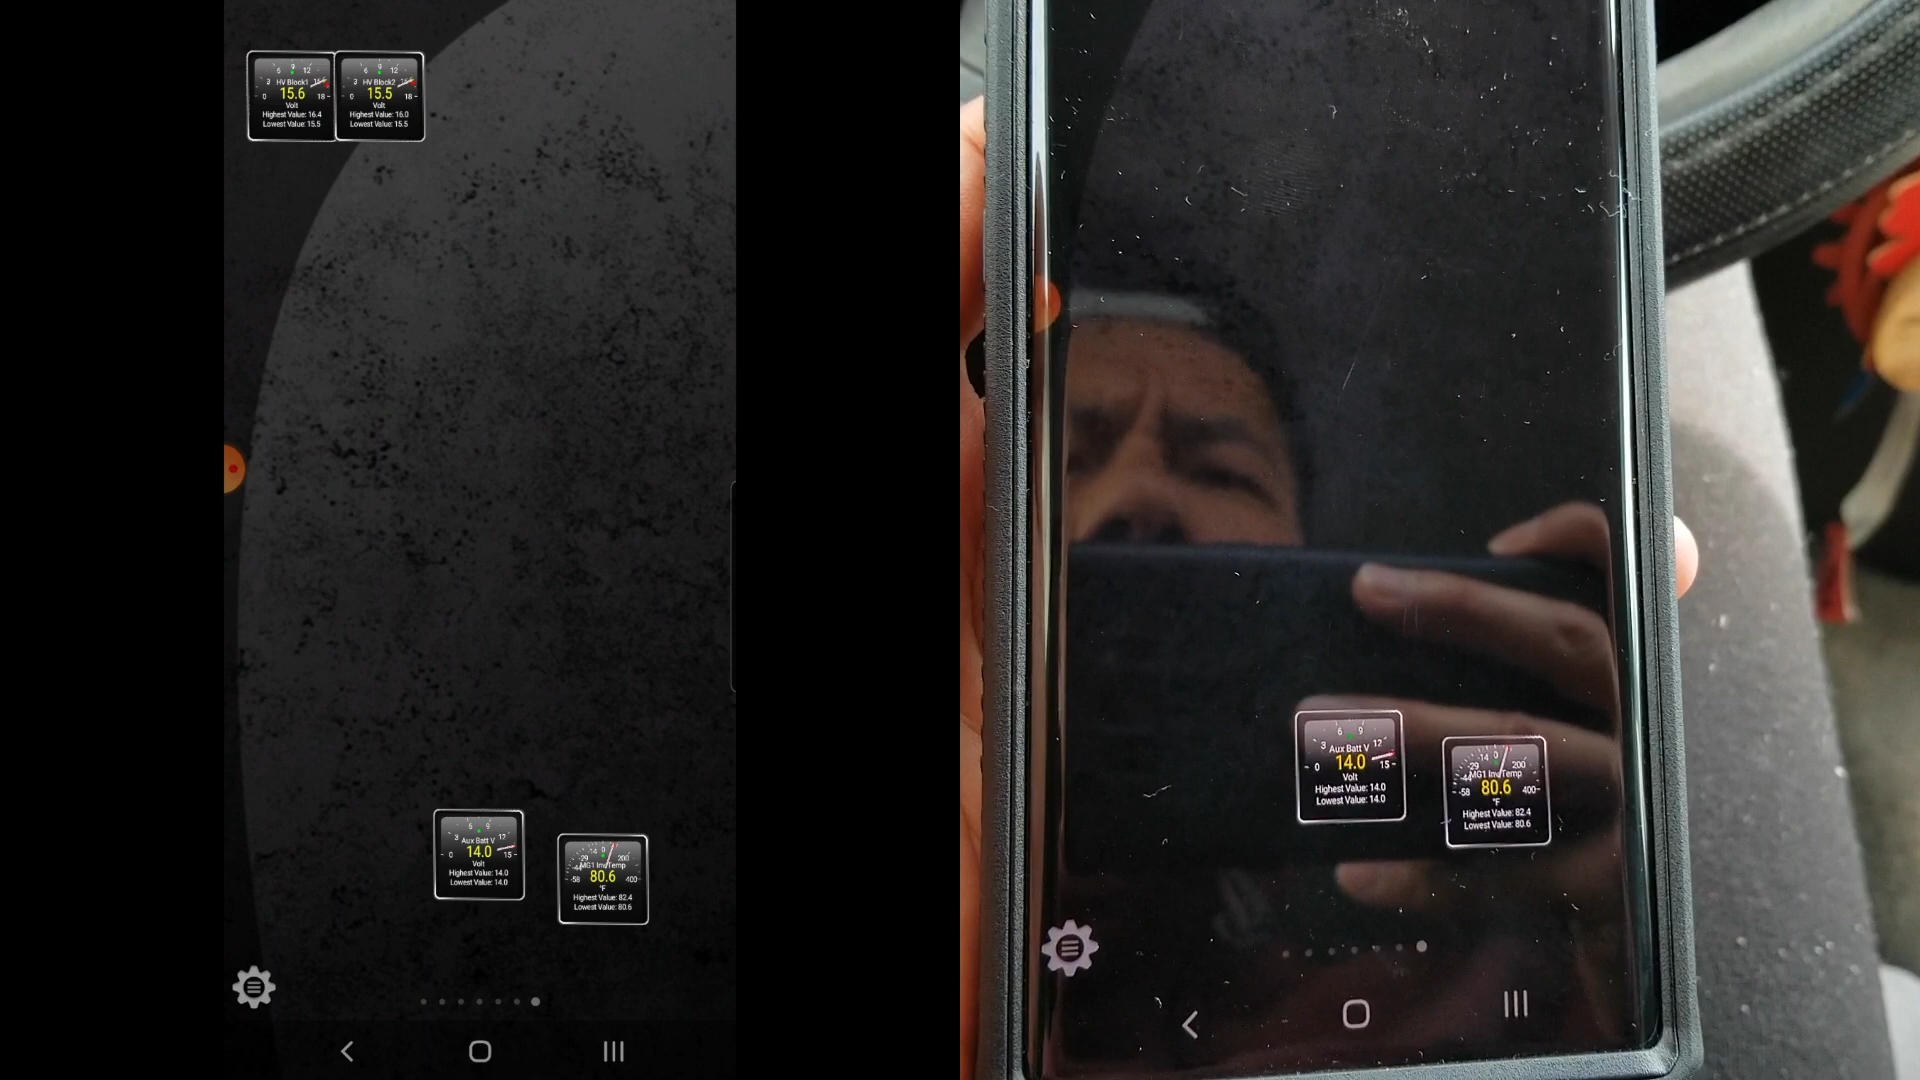 6 9 12
3 HV Block1
15.6
0 18
Volt
Highest Value: 16.4
Lowest Value: 15.5
6 9 12
3 HV Block2
15.5
0 18
Volt
Highest Value: 16.0
Lowest Value: 15.5
6 9
3 Aux Batt V 12
14.0
0 15
Volt
Highest Value: 14.0
Lowest Value: 14.0
-14 0
-29 200
-44 MG1 InvTemp
80.6
-58 400
°F
Highest Value: 82.4
Lowest Value: 80.6
6 9
3 Aux Batt V 12
14.0
0 15
Volt
Highest Value: 14.0
Lowest Value: 14.0
-14 0
-29 200
-44 MG1 InvTemp
80.6
-58 400
°F
Highest Value: 82.4
Lowest Value: 80.6